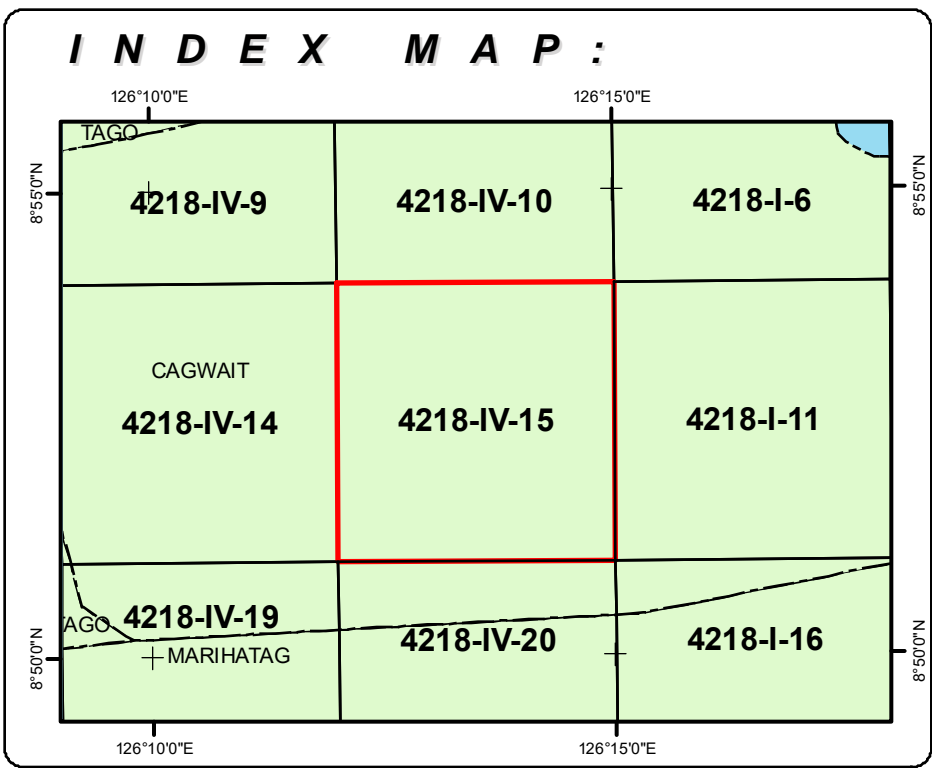 INDEX MAP:
126°10'0"E 126°15'0"E
TAGO
8°55'0"N 8°55'0"N
4218-IV-9 4218-IV-10 4218-I-6
CAGWAIT
4218-IV-14 4218-IV-15 4218-I-11
4218-IV-19
TAGO
4218-IV-20 4218-I-16
8°50'0"N MARIHATAG 8°50'0"N
126°10'0"E 126°15'0"E